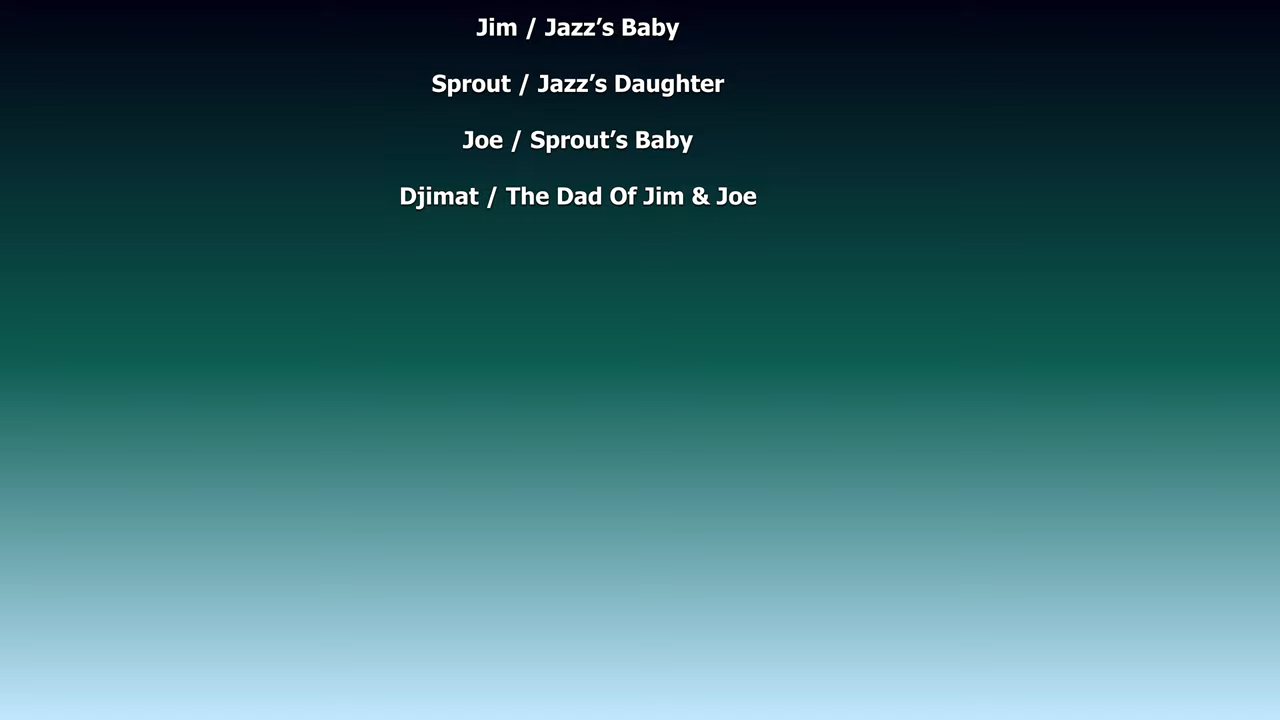 Jim / Jazz’s Baby
Sprout / Jazz’s Daughter
Joe / Sprout’s Baby
Djimat / The Dad Of Jim & Joe